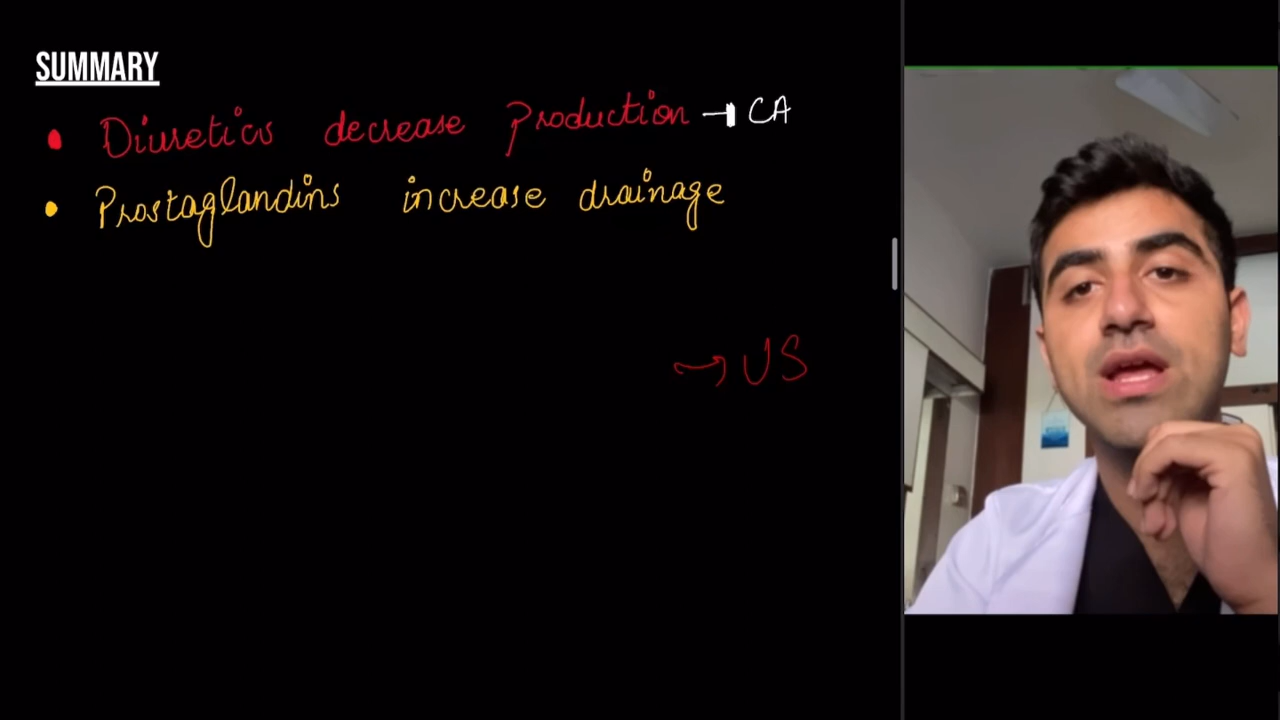 SUMMARY
• Diuretics decrease Production ⊣ CA
• Prostaglandins increase drainage
→ US